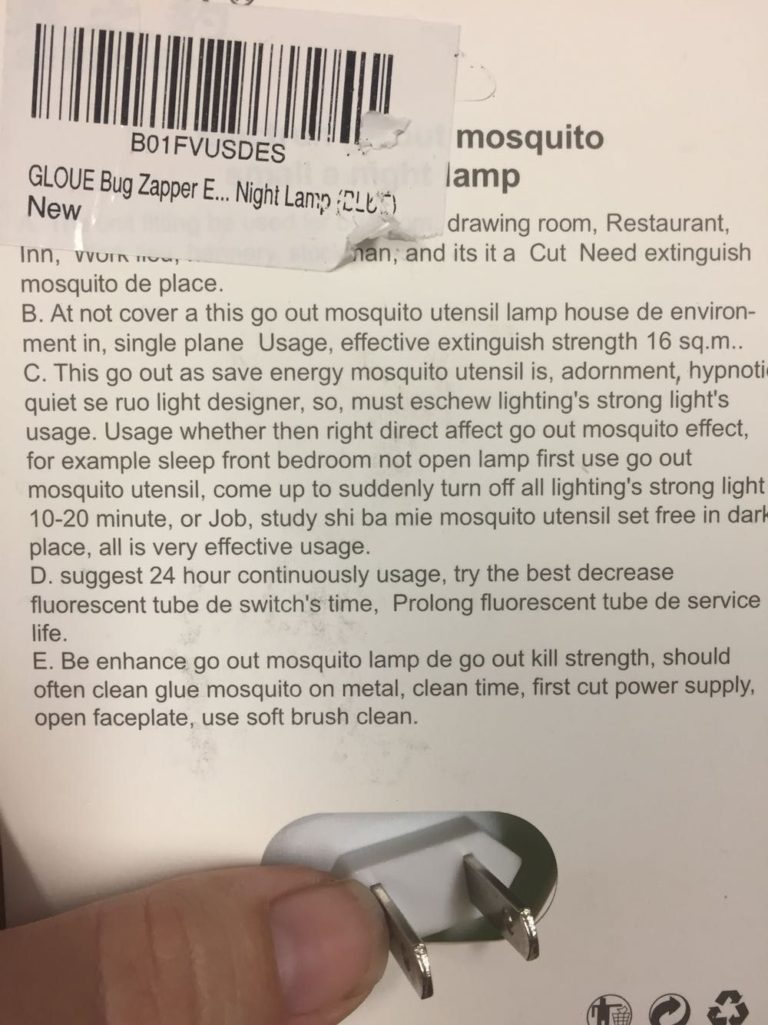 B01FVUSDES
GLOUE Bug Zapper E... Night Lamp
New
mosquito
lamp
drawing room, Restaurant,
Inn, and its it a Cut Need extinguish
mosquito de place.
B. At not cover a this go out mosquito utensil lamp house de environ-
ment in, single plane Usage, effective extinguish strength 16 sq.m..
C. This go out as save energy mosquito utensil is, adornment, hypnotic
quiet se ruo light designer, so, must eschew lighting's strong light's
usage. Usage whether then right direct affect go out mosquito effect,
for example sleep front bedroom not open lamp first use go out
mosquito utensil, come up to suddenly turn off all lighting's strong light
10-20 minute, or Job, study shi ba mie mosquito utensil set free in dark
place, all is very effective usage.
D. suggest 24 hour continuously usage, try the best decrease
fluorescent tube de switch's time, Prolong fluorescent tube de service
life.
E. Be enhance go out mosquito lamp de go out kill strength, should
often clean glue mosquito on metal, clean time, first cut power supply,
open faceplate, use soft brush clean.